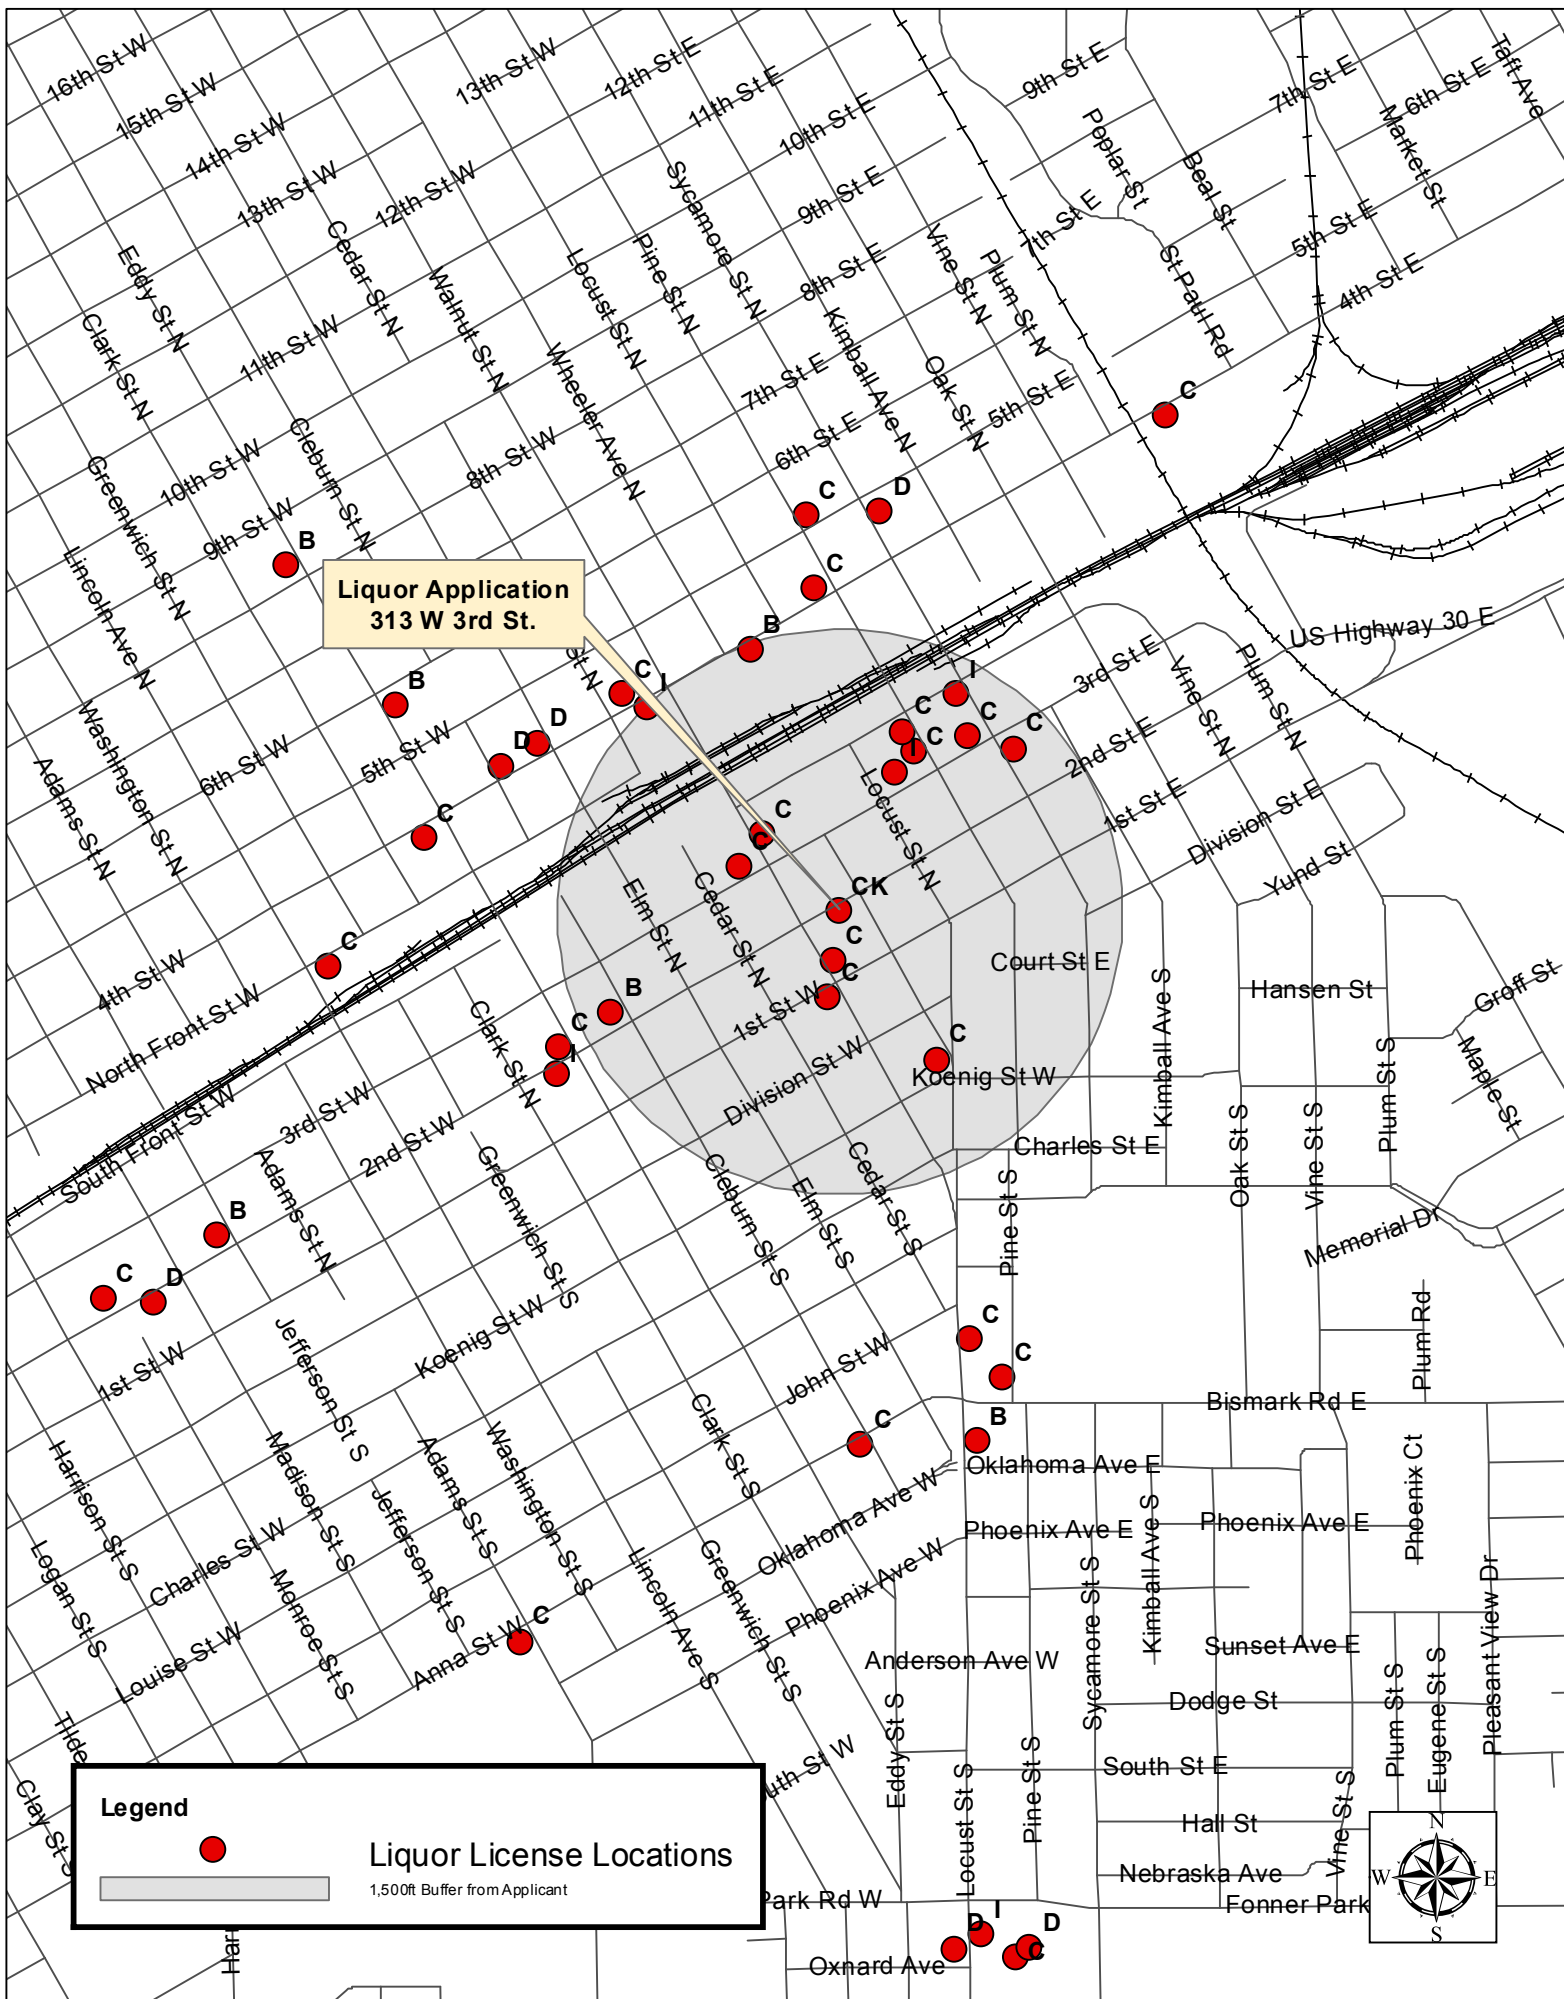 16th St W
15th St W
14th St W
13th St W
13th St W
12th St E
11th St E
10th St E
9th St E
9th St E
7th St E
6th St E
Taft Ave
Market St
Poplar St
Beal St
12th St W
Cedar St N
Sycamore St N
8th St E
Vine St N
7th St E
5th St E
Eddy St N
Walnut St N
Locust St N
Pine St N
Plum St N
St Paul Rd
4th St E
Clark St N
11th St W
Wheeler Ave N
7th St E
Kimball Ave N
Oak St N
5th St E
C
10th St W
Cleburn St N
8th St W
6th St E
Greenwich St N
9th St W
C
D
B
Lincoln Ave N
C
Liquor Application
313 W 3rd St.
St N
B
US Highway 30 E
3rd St E
Vine St N
Plum St N
B
C
I
I
C
C
C
C
I
D
D
Washington St N
6th St W
5th St W
2nd St E
1st St E
Division St E
Yund St
Adams St N
C
C
C
Locust St N
Elm St N
Cedar St N
CK
C
C
C
4th St W
North Front St W
1st St W
Court St E
Hansen St
Groff St
B
C
I
Clark St N
C
Division St W
Koenig St W
Kimball Ave S
Maple St
South Front St W
3rd St W
2nd St W
Charles St E
Oak St S
Vine St S
Plum St S
Adams St N
Greenwich St S
Cleburn St S
Elm St S
Cedar St S
Pine St S
Memorial Dr
B
C
D
1st St W
Koenig St W
Jefferson St S
John St W
C
C
Plum Rd
Bismark Rd E
C
B
Harrison St S
Madison St S
Adams St S
Washington St S
Clark St S
Oklahoma Ave W
Oklahoma Ave E
Phoenix Ct
Logan St S
Charles St W
Jefferson St S
Phoenix Ave W
Phoenix Ave E
Phoenix Ave E
Monroe St S
Lincoln Ave S
Greenwich St S
Sycamore St S
Kimball Ave S
Pleasant View Dr
Louise St W
Anna St W
C
Anderson Ave W
Sunset Ave E
Dodge St
Plum St S
Eugene St S
Clay St S
Eddy St S
Locust St S
Pine St S
South St E
Hall St
Vine St S
Nebraska Ave
Park Rd W
Fonner Park
Oxnard Ave
D
I
D
C
Legend
Liquor License Locations
1,500ft Buffer from Applicant
N
W
E
S